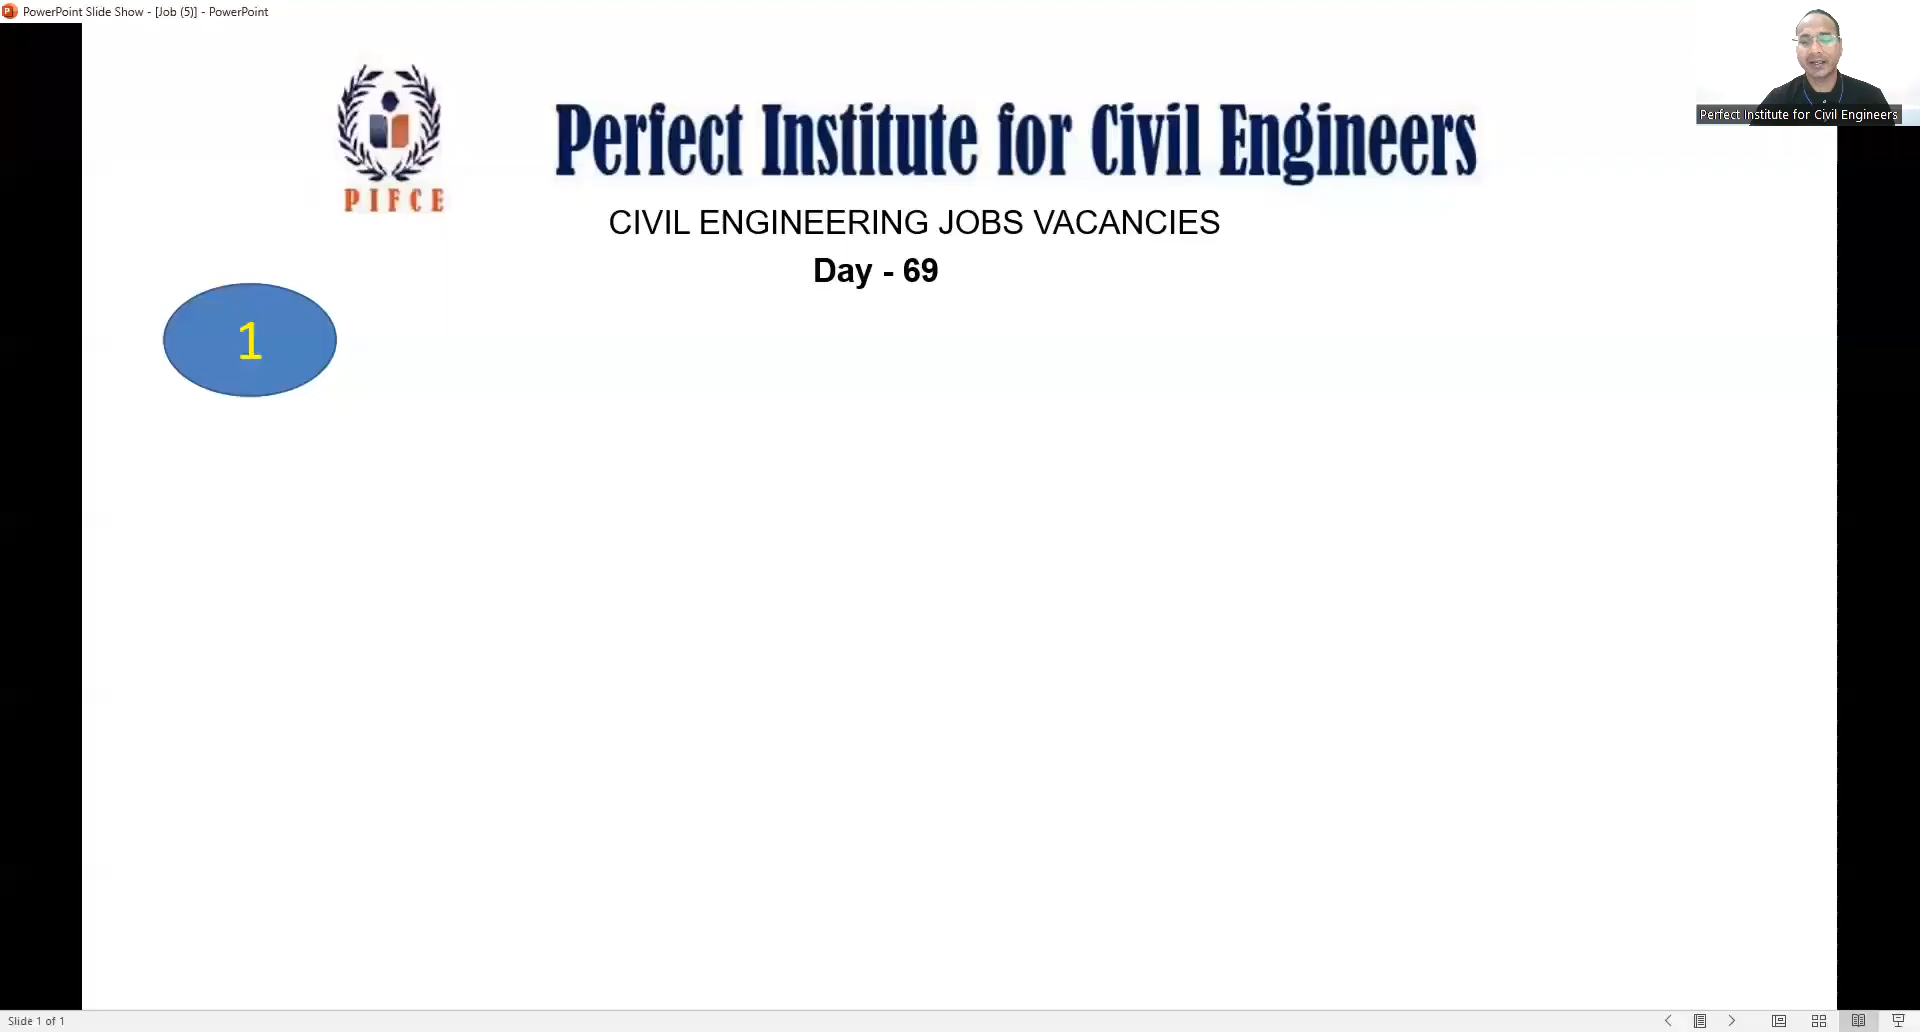 PowerPoint Slide Show - [Job (5)] - PowerPoint
Perfect Institute for Civil Engineers
PIFCE
Perfect Institute for Civil Engineers
CIVIL ENGINEERING JOBS VACANCIES
Day - 69
1
Slide 1 of 1